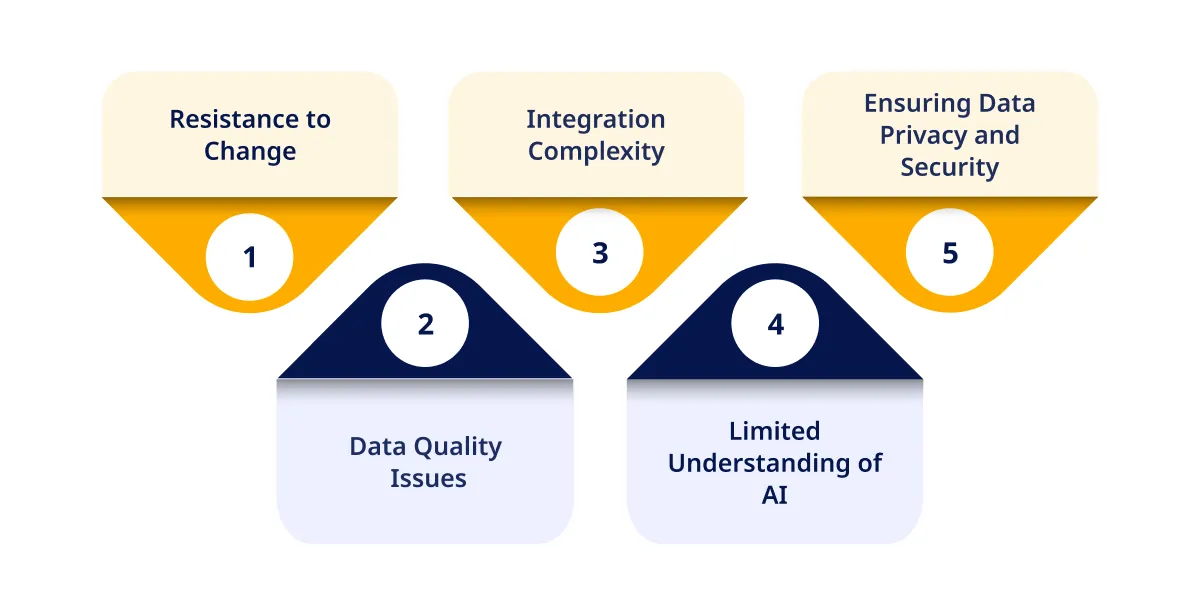 Resistance to
Change
1
2
Data Quality
Issues
Integration
Complexity
3
4
Limited
Understanding of
AI
Ensuring Data
Privacy and
Security
5